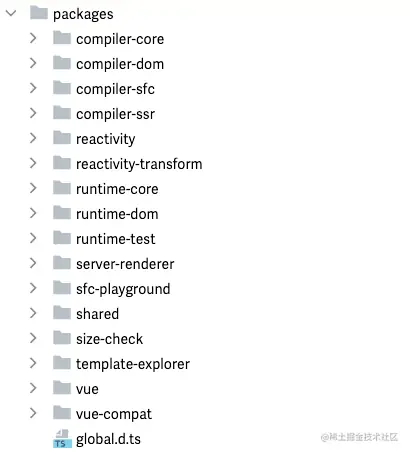 packages
compiler-core
compiler-dom
compiler-sfc
compiler-ssr
reactivity
reactivity-transform
runtime-core
runtime-dom
runtime-test
server-renderer
sfc-playground
shared
size-check
template-explorer
vue
vue-compat
TS global.d.ts
@稀土掘金技术社区